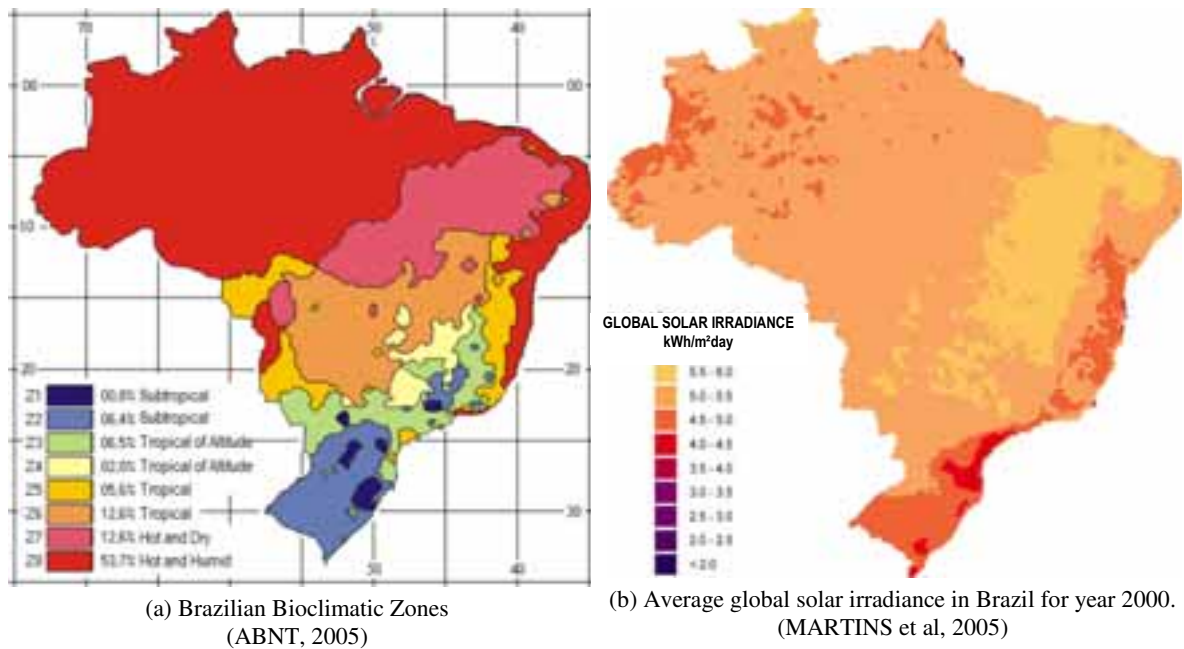 70
50
40
00
00
10
20
20
30
30
40
Z1 00.8% Subtropical
Z2 06.4% Subtropical
Z3 06.5% Tropical of Altitude
Z4 02.0% Tropical of Altitude
Z5 05.6% Tropical
Z6 12.6% Tropical
Z7 12.6% Hot and Dry
Z8 53.7% Hot and Humid
(a) Brazilian Bioclimatic Zones
(ABNT, 2005)
GLOBAL SOLAR IRRADIANCE
kWh/m²day
5.5 - 6.0
5.0 - 5.5
4.5 - 5.0
4.0 - 4.5
3.5 - 4.0
3.0 - 3.5
2.5 - 3.0
2.0 - 2.5
< 2.0
(b) Average global solar irradiance in Brazil for year 2000.
(MARTINS et al, 2005)